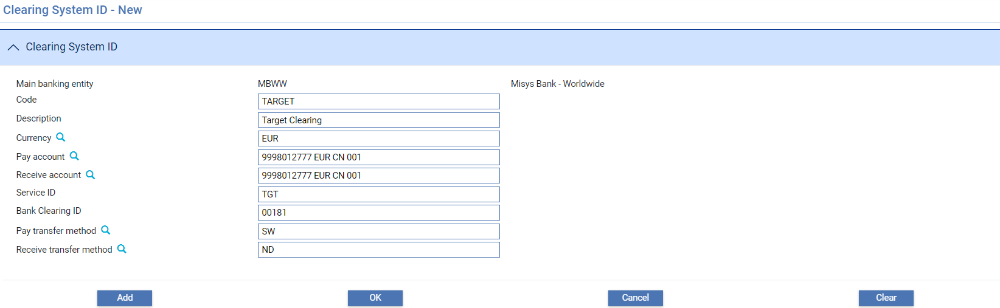 Clearing System ID - New
Clearing System ID
Main banking entity MBWW Misys Bank - Worldwide
Code TARGET
Description Target Clearing
Currency EUR
Pay account 9998012777 EUR CN 001
Receive account 9998012777 EUR CN 001
Service ID TGT
Bank Clearing ID 00181
Pay transfer method SW
Receive transfer method ND
Add OK Cancel Clear